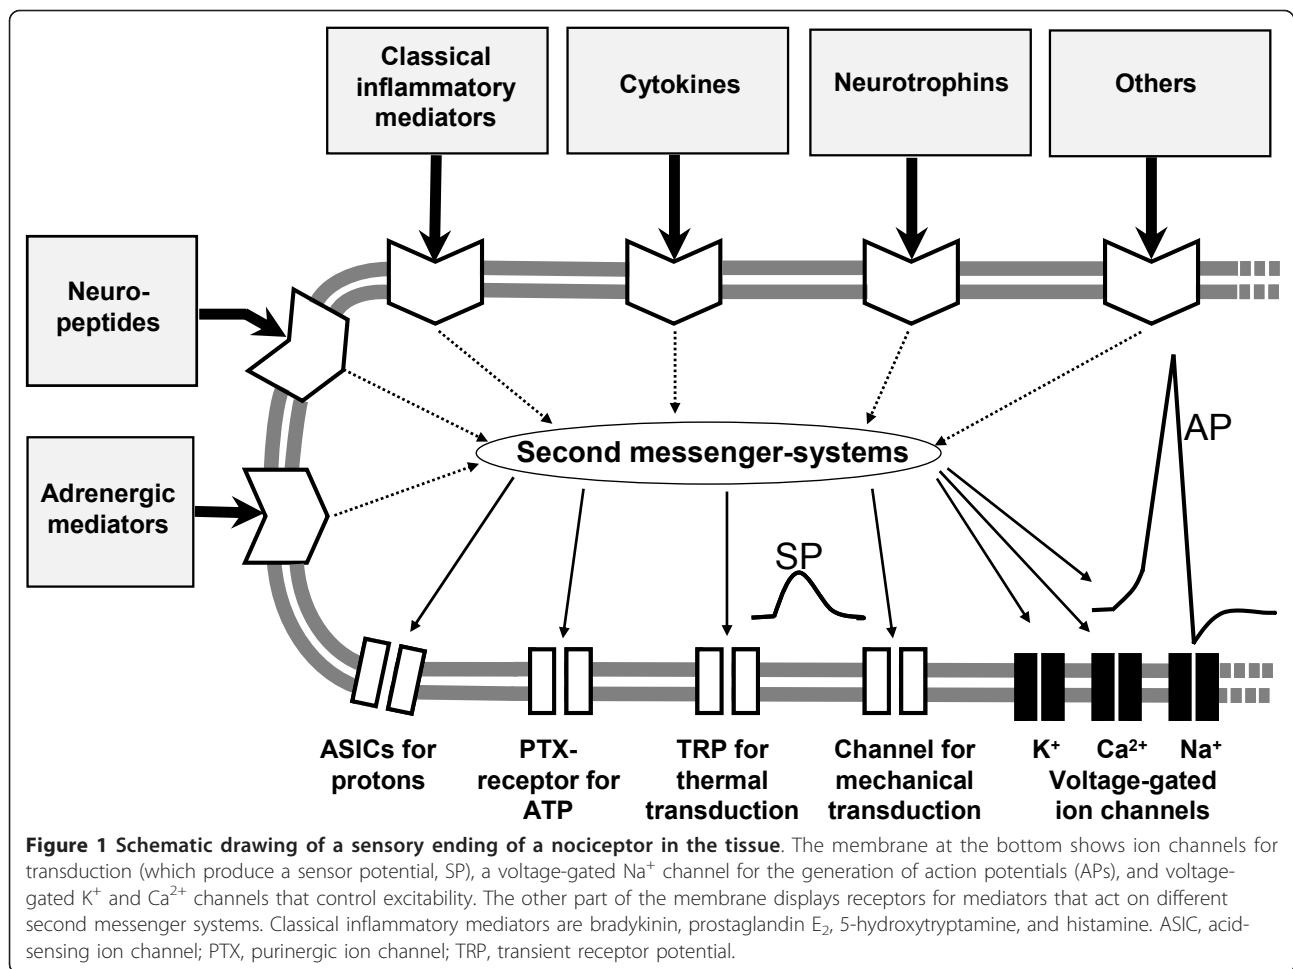 Classical
inflammatory
mediators
Cytokines
Neurotrophins
Others
Neuro-
peptides
Adrenergic
mediators
Second messenger-systems
SP
AP
ASICs for
protons
PTX-
receptor for
ATP
TRP for
thermal
transduction
Channel for
mechanical
transduction
K⁺ Ca²⁺ Na⁺
Voltage-gated
ion channels
Figure 1 Schematic drawing of a sensory ending of a nociceptor in the tissue. The membrane at the bottom shows ion channels for
transduction (which produce a sensor potential, SP), a voltage-gated Na⁺ channel for the generation of action potentials (APs), and voltage-
gated K⁺ and Ca²⁺ channels that control excitability. The other part of the membrane displays receptors for mediators that act on different
second messenger systems. Classical inflammatory mediators are bradykinin, prostaglandin E₂, 5-hydroxytryptamine, and histamine. ASIC, acid-
sensing ion channel; PTX, purinergic ion channel; TRP, transient receptor potential.